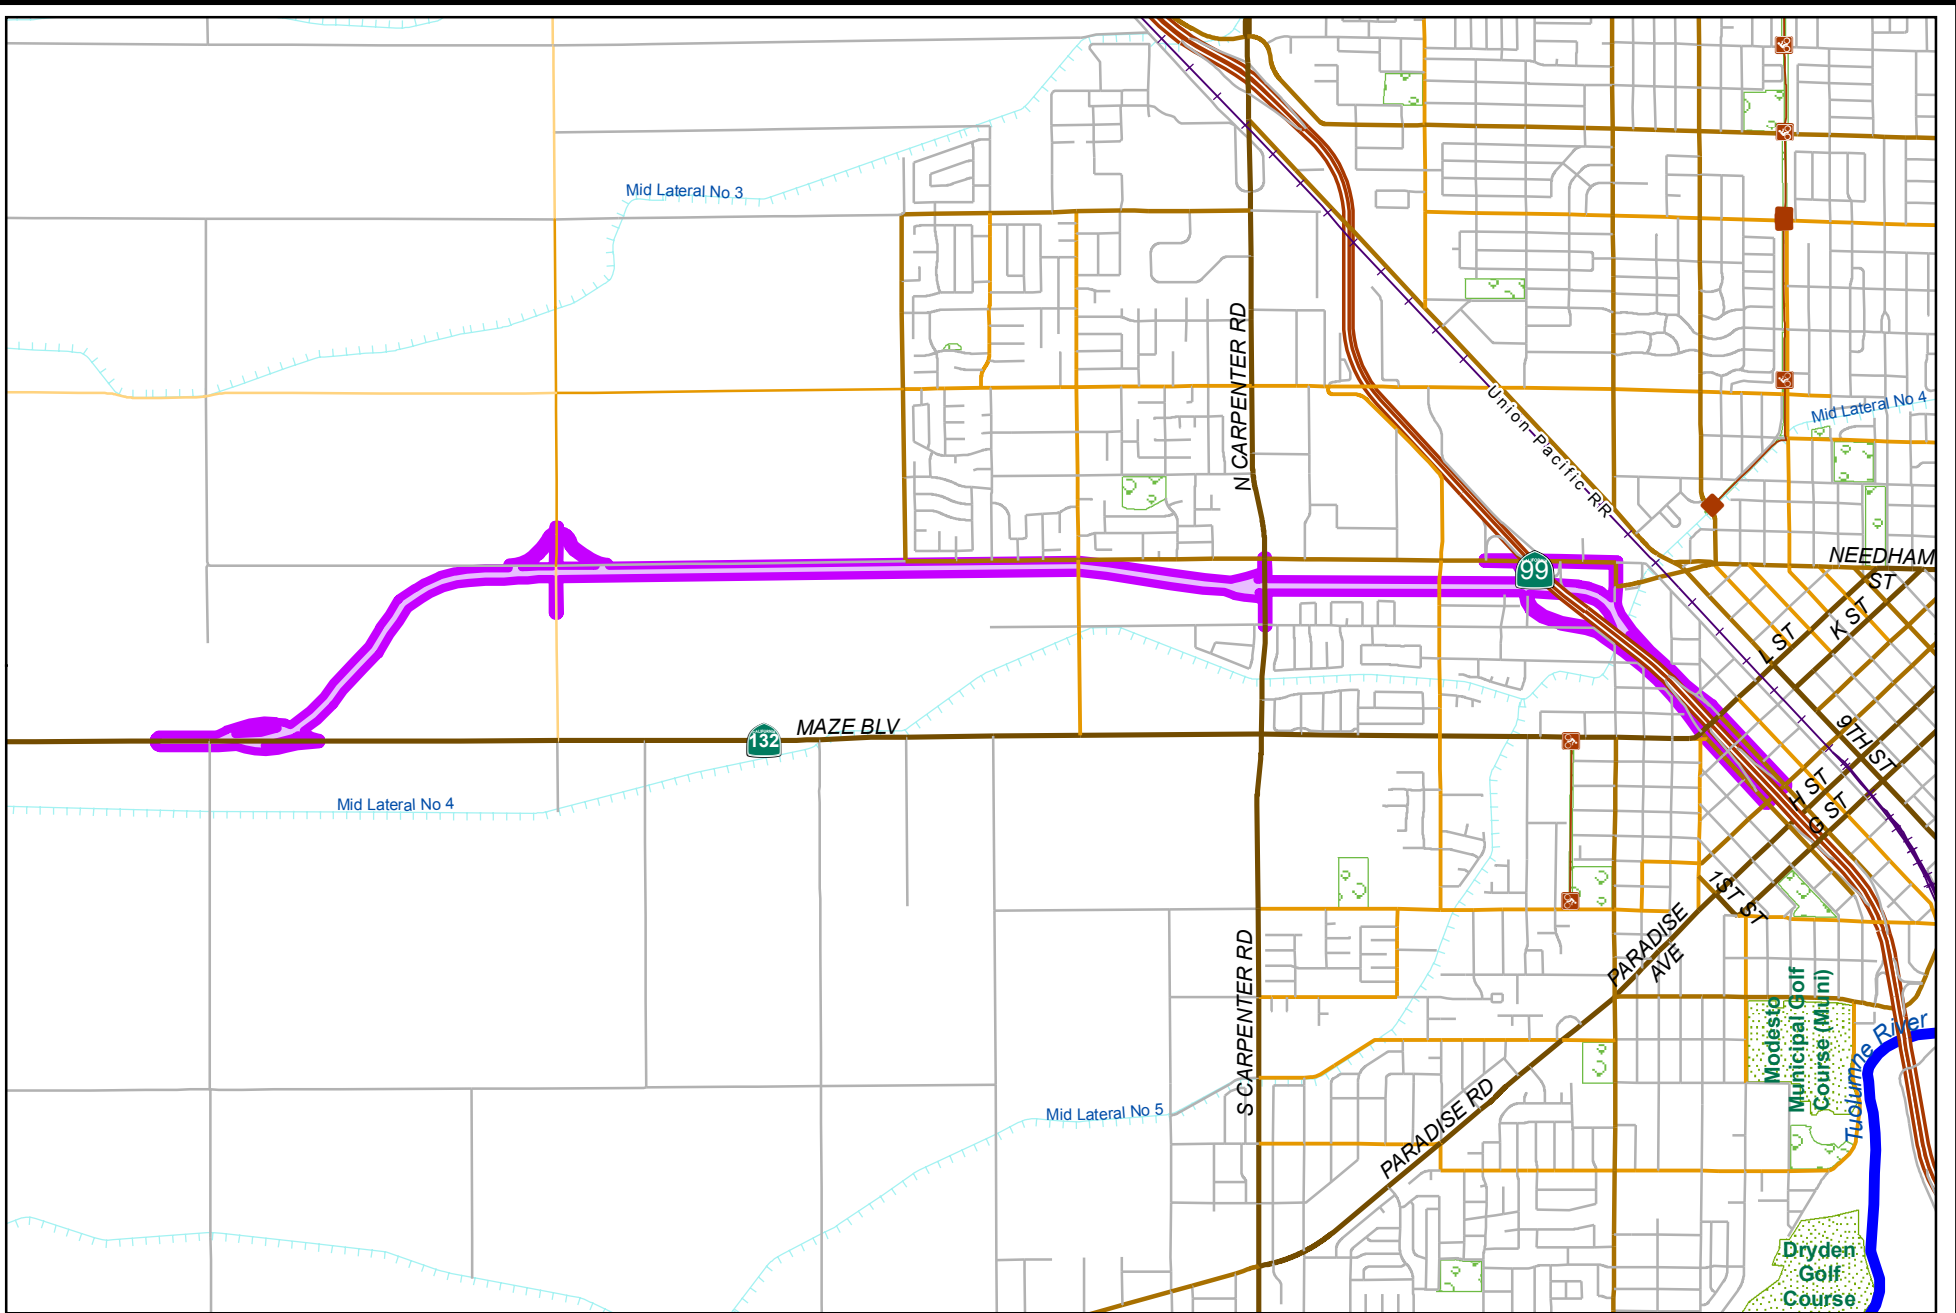 Mid Lateral No 3
N CARPENTER RD
Union Pacific RR
Mid Lateral No 4
99
NEEDHAM
ST
L ST
K ST
CALIFORNIA
132
MAZE BLV
9TH ST
I ST
G ST
Mid Lateral No 4
1ST ST
PARADISE
AVE
S CARPENTER RD
Modesto
Municipal Golf
Course (Muni)
Tuolumne River
Mid Lateral No 5
PARADISE RD
Dryden
Golf
Course